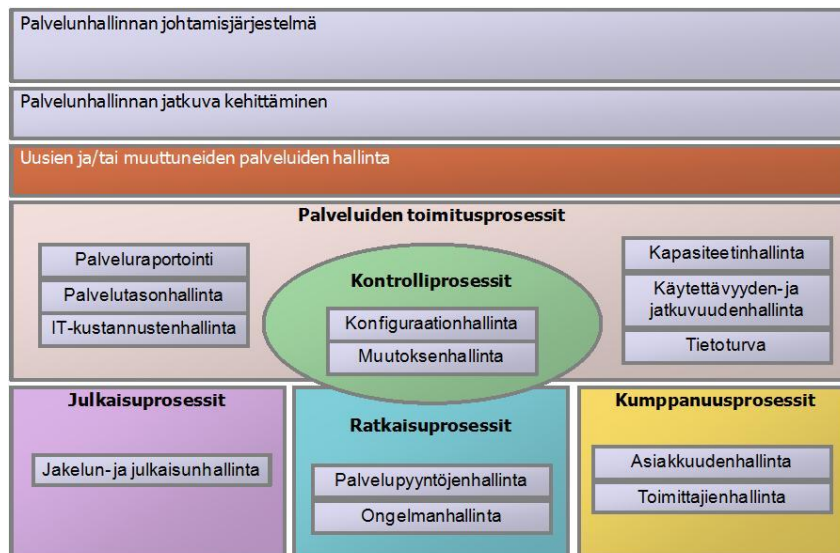 Palvelunhallinnan johtamisjärjestelmä
Palvelunhallinnan jatkuva kehittäminen
Uusien ja/tai muuttuneiden palveluiden hallinta
Palveluiden toimitusprosessit
Palveluraportointi
Palvelutasonhallinta
IT-kustannustenhallinta
Kontrolliprosessit
Konfiguraationhallinta
Muutoksenhallinta
Kapasiteetinhallinta
Käytettävyyden- ja
jatkuvuudenhallinta
Tietoturva
Julkaisuprosessit
Jakelun- ja julkaisunhallinta
Ratkaisuprosessit
Palvelupyyntöjenhallinta
Ongelmanhallinta
Kumppanuusprosessit
Asiakkuudenhallinta
Toimittajienhallinta